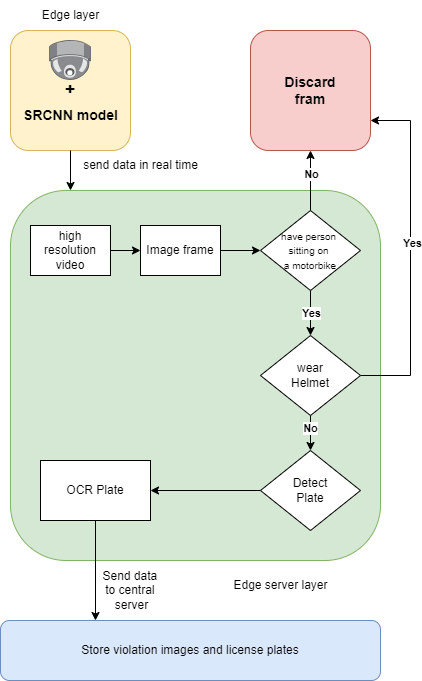 Edge layer
+
SRCNN model
Discard
fram
send data in real time
No
high
resolution
video
Image frame
have person
sitting on
a motorbike
Yes
Yes
wear
Helmet
No
Detect
Plate
OCR Plate
Send data
to central
server
Edge server layer
Store violation images and license plates